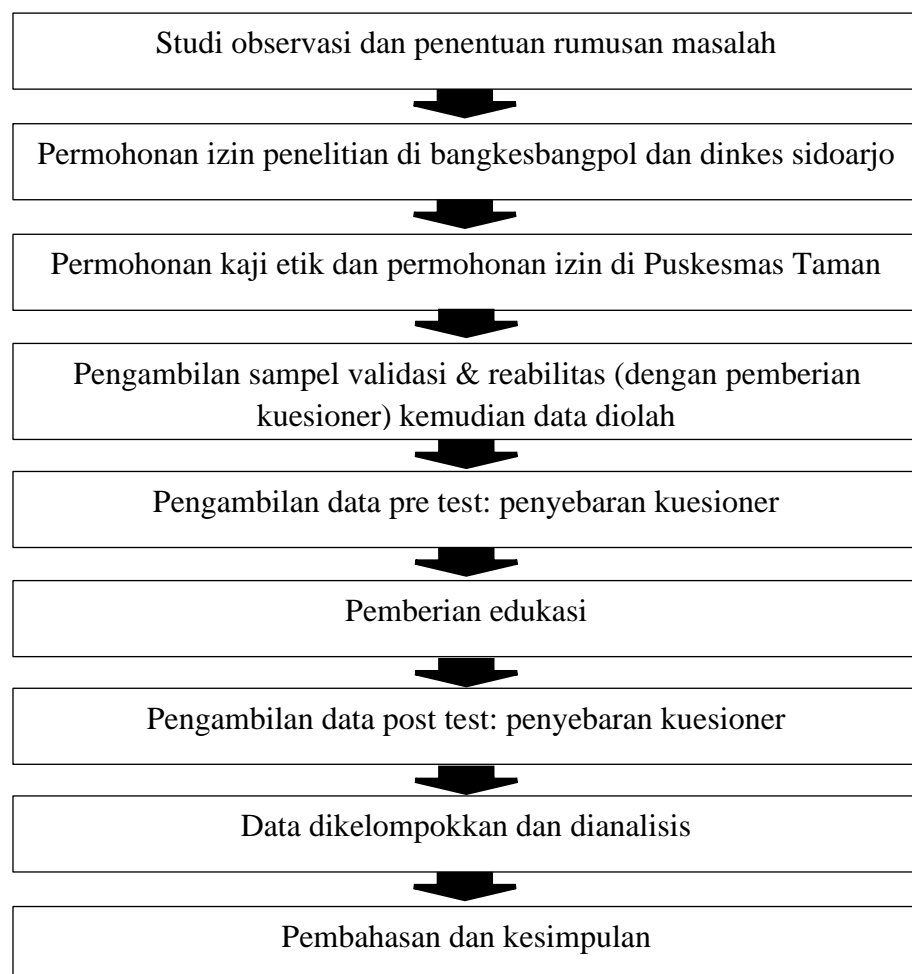 Studi observasi dan penentuan rumusan masalah
Permohonan izin penelitian di bangkesbangpol dan dinkes sidoarjo
Permohonan kaji etik dan permohonan izin di Puskesmas Taman
Pengambilan sampel validasi & reabilitas (dengan pemberian
kuesioner) kemudian data diolah
Pengambilan data pre test: penyebaran kuesioner
Pemberian edukasi
Pengambilan data post test: penyebaran kuesioner
Data dikelompokkan dan dianalisis
Pembahasan dan kesimpulan